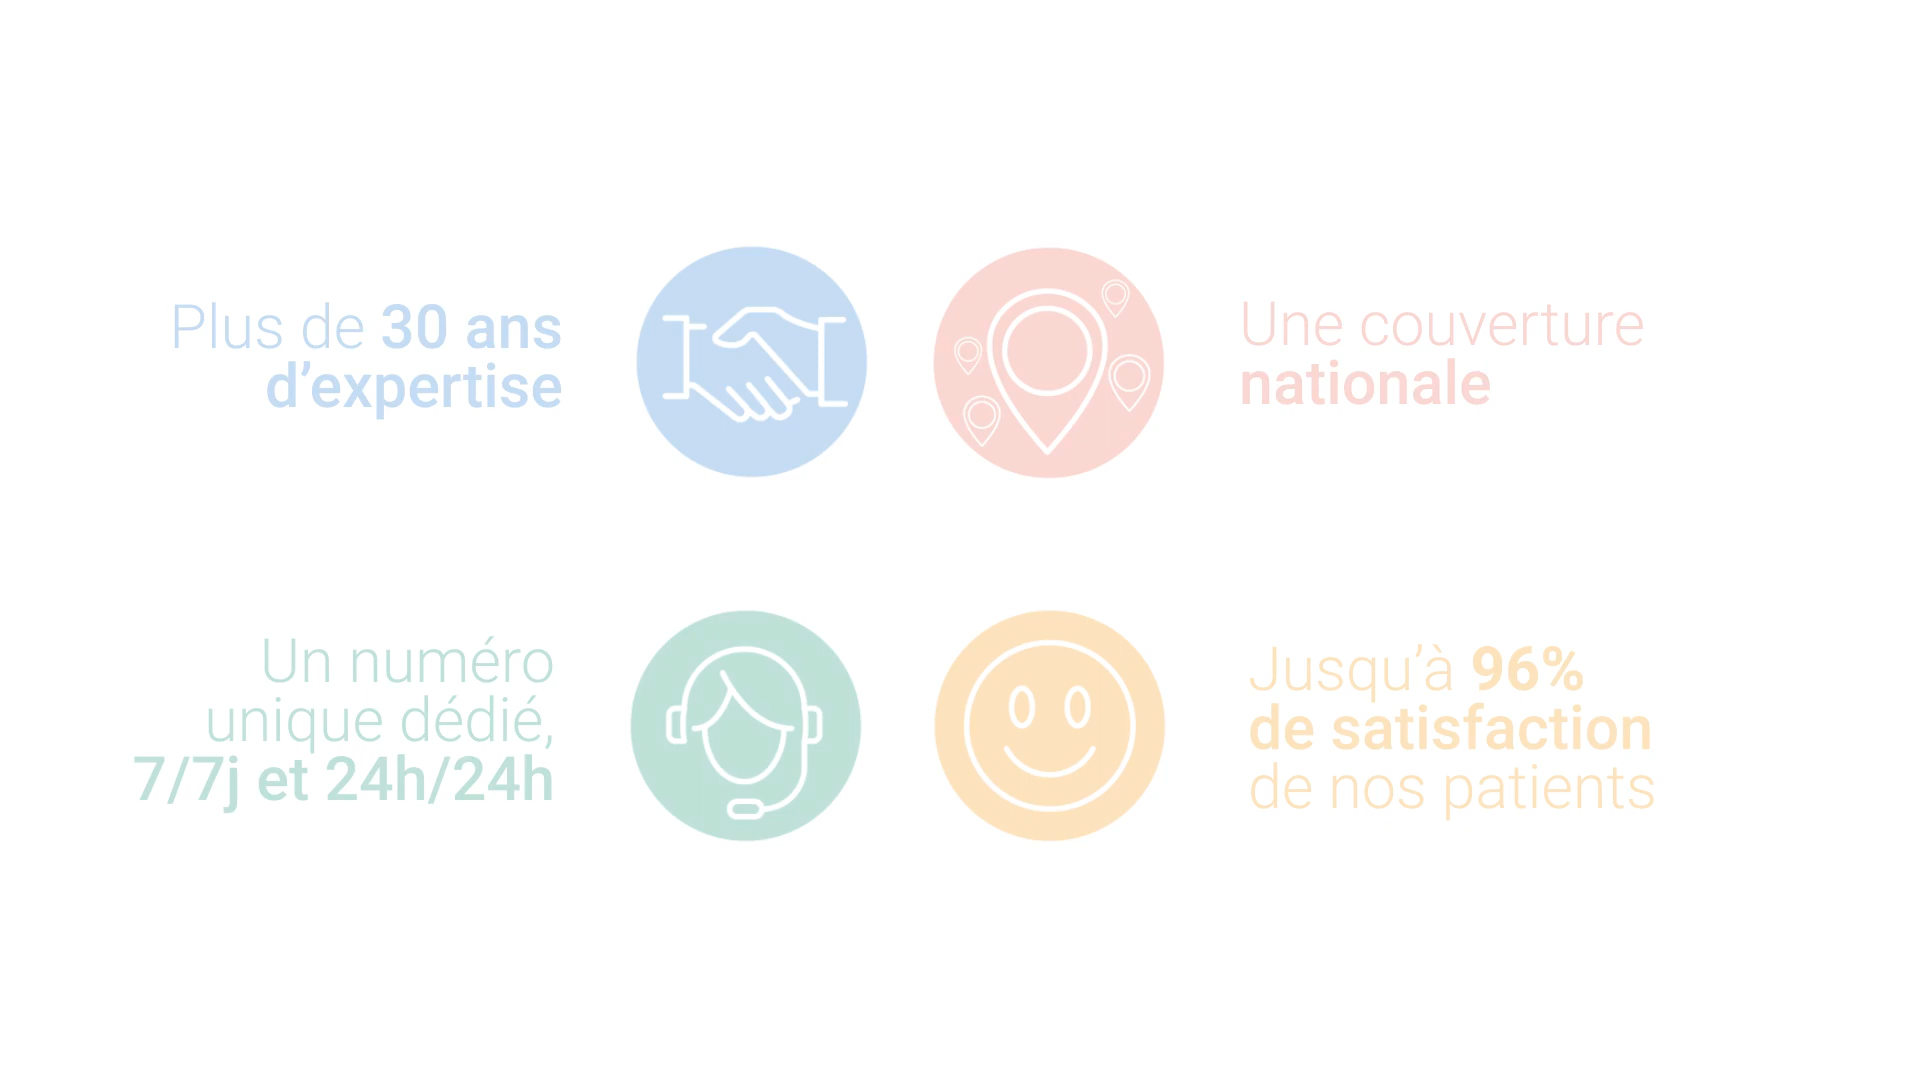 Plus de 30 ans
d’expertise
Une couverture
nationale
Un numéro
unique dédié,
7/7j et 24h/24h
Jusqu’à 96%
de satisfaction
de nos patients